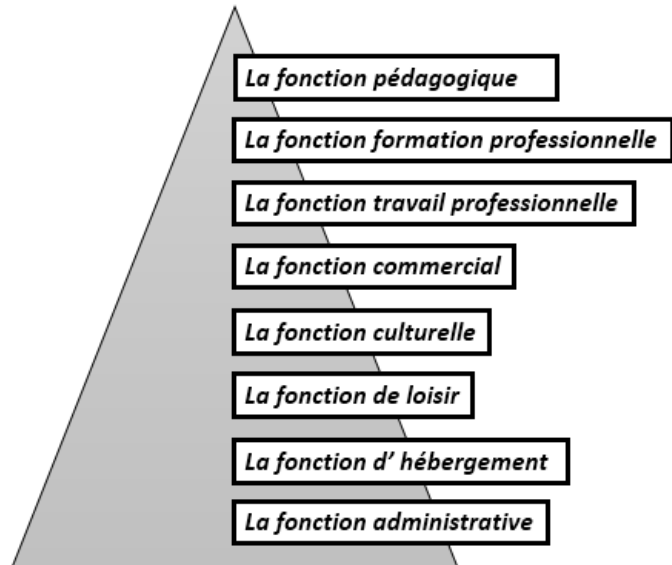 La fonction pédagogique
La fonction formation professionnelle
La fonction travail professionnelle
La fonction commercial
La fonction culturelle
La fonction de loisir
La fonction d’ hébergement
La fonction administrative